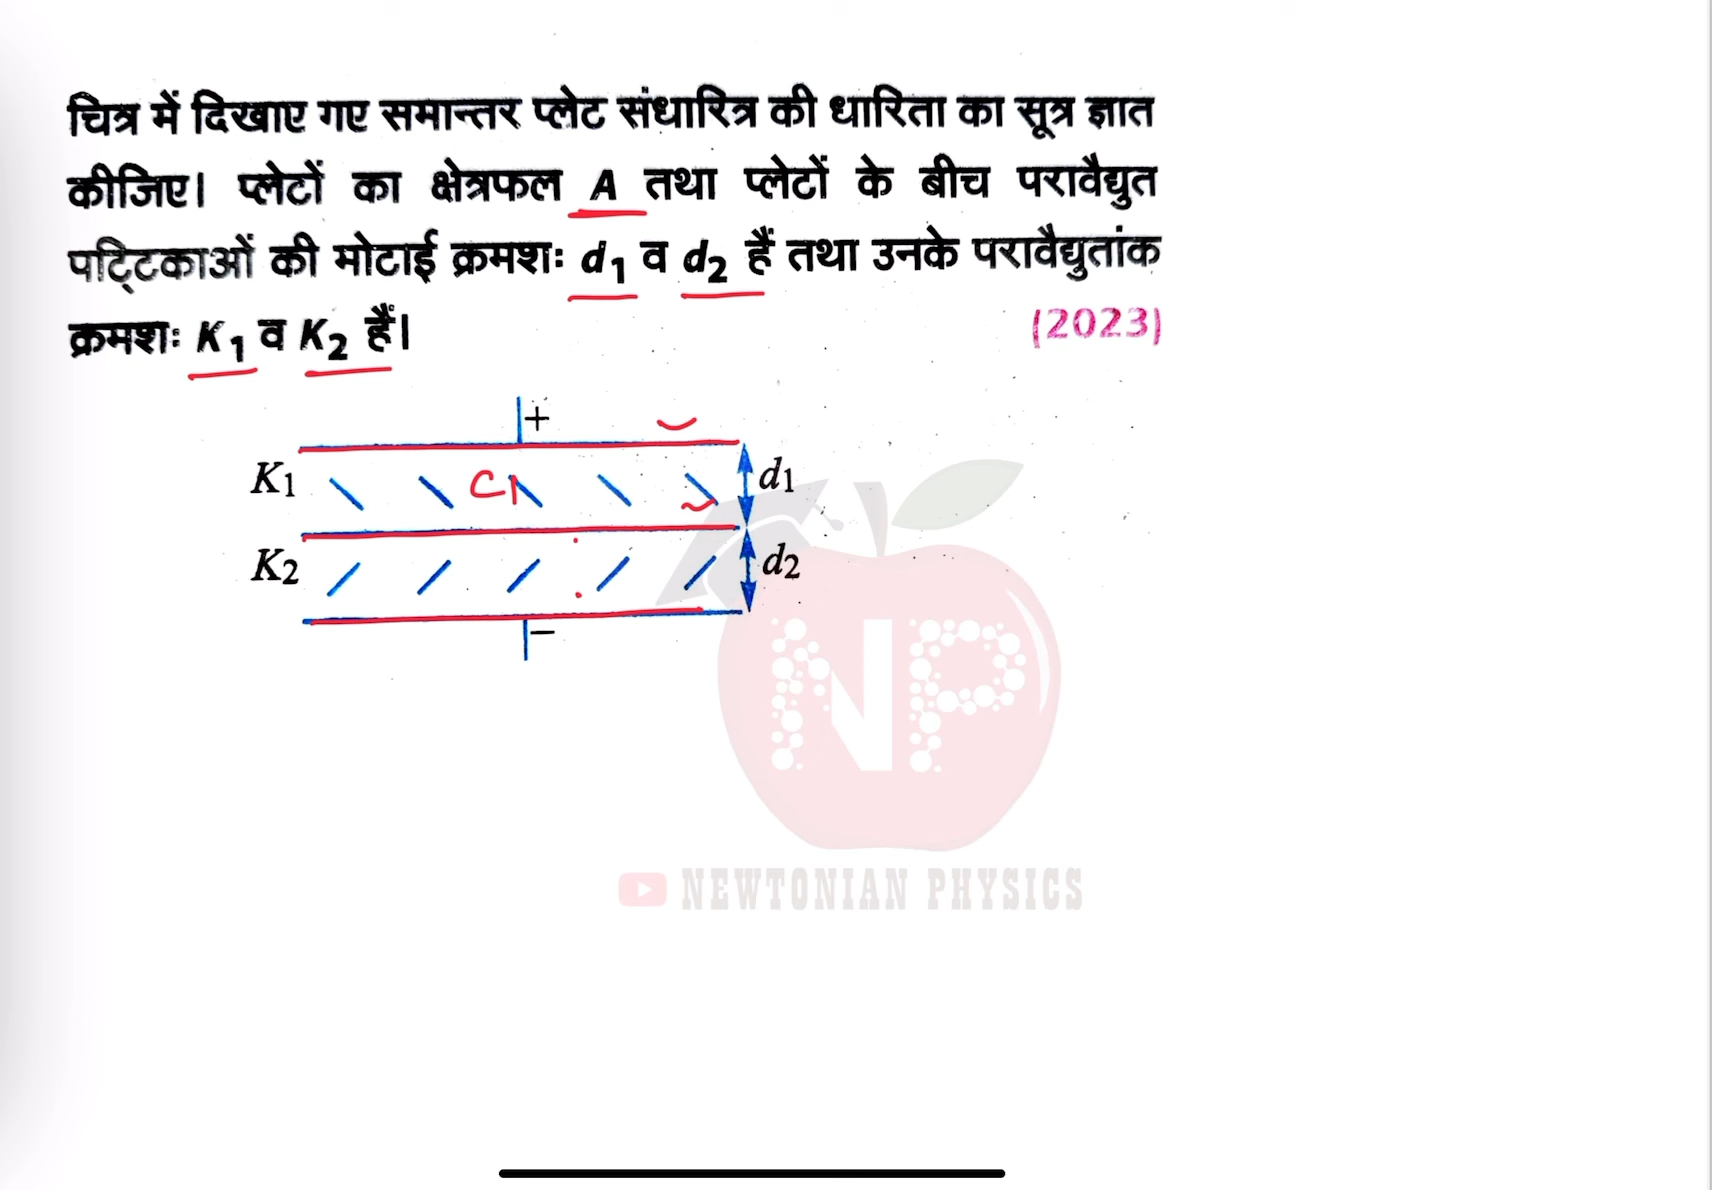 चित्र में दिखाए गए समान्तर प्लेट संधारित्र की धारिता का सूत्र ज्ञात
कीजिए। प्लेटों का क्षेत्रफल A तथा प्लेटों के बीच परावैद्युत
पट्टिकाओं की मोटाई क्रमशः d1 व d2 हैं तथा उनके परावैद्युतांक
क्रमशः K1 व K2 हैं।
(2023)
+
K1
C1
d1
K2
d2
−
NP
NEWTONIAN PHYSICS